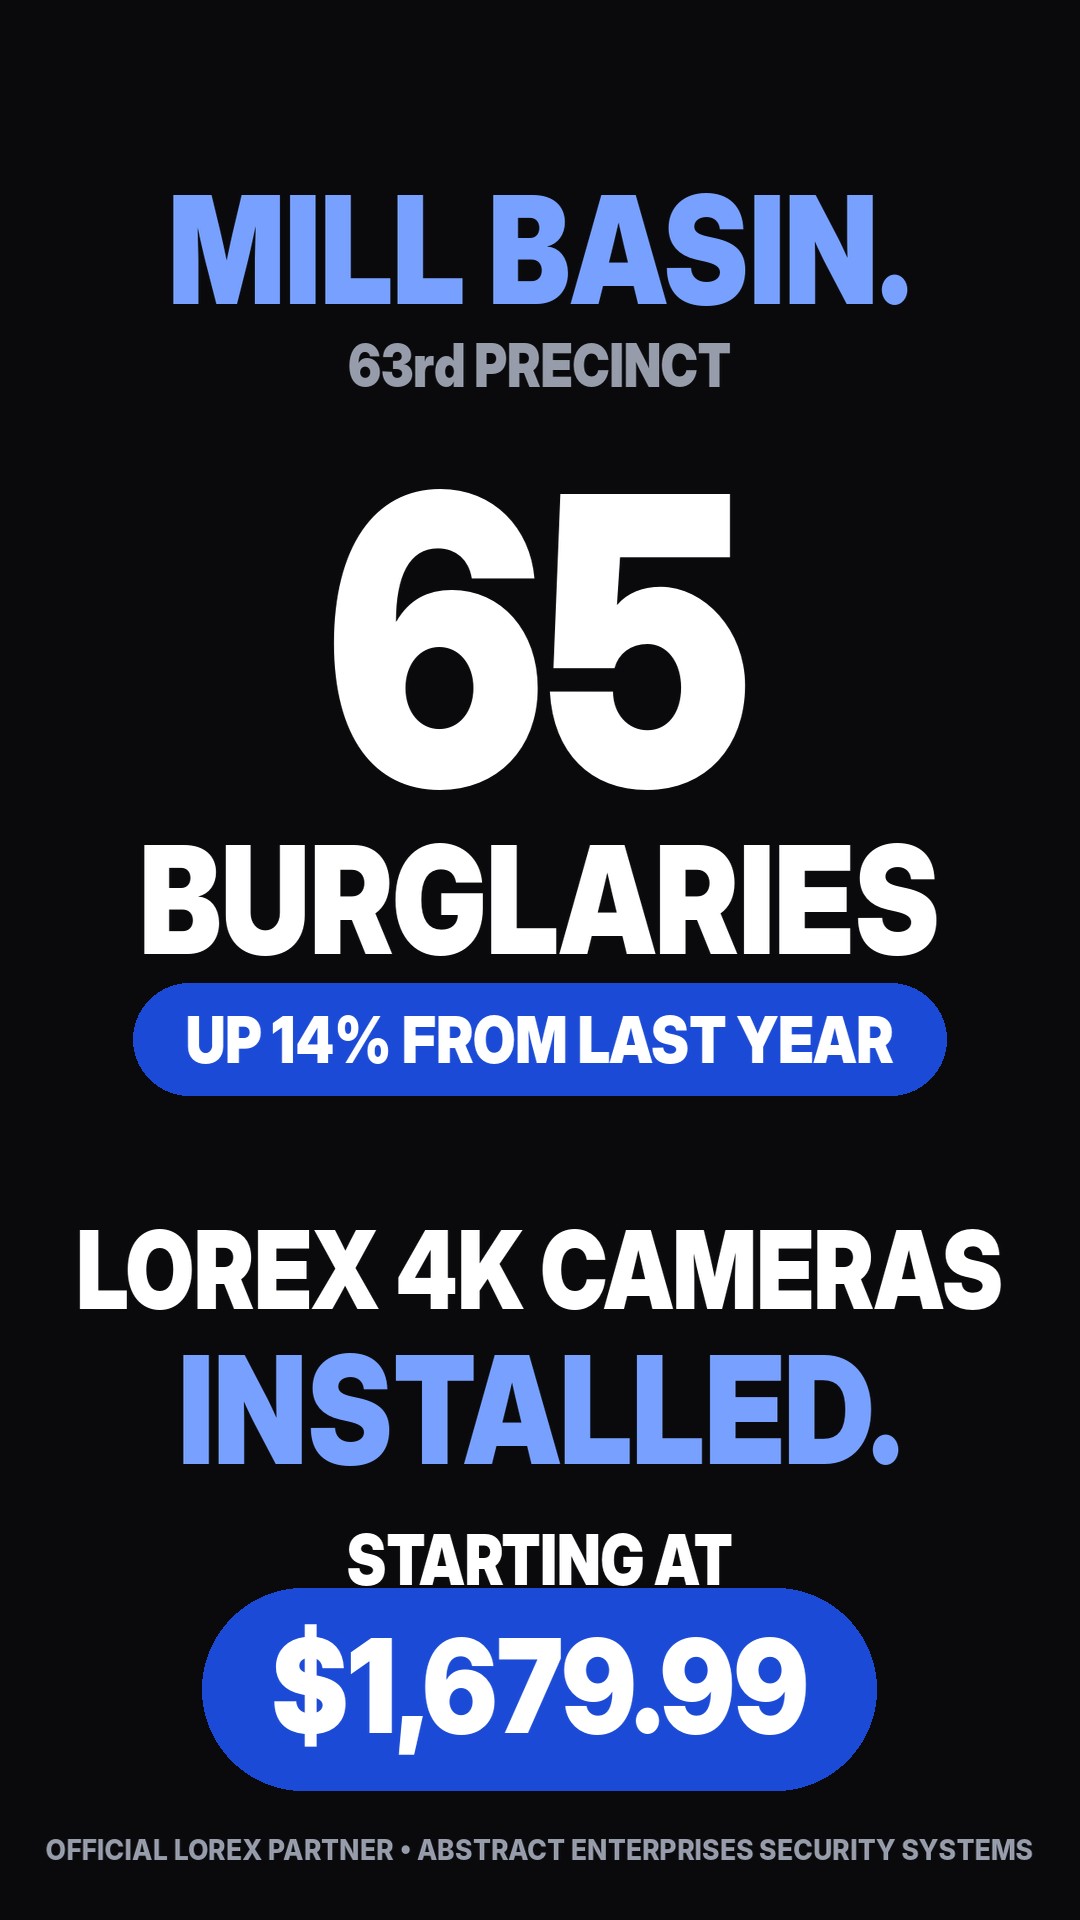 MILL BASIN.
63rd PRECINCT
65
BURGLARIES
UP 14% FROM LAST YEAR
LOREX 4K CAMERAS
INSTALLED.
STARTING AT
$1,679.99
OFFICIAL LOREX PARTNER • ABSTRACT ENTERPRISES SECURITY SYSTEMS